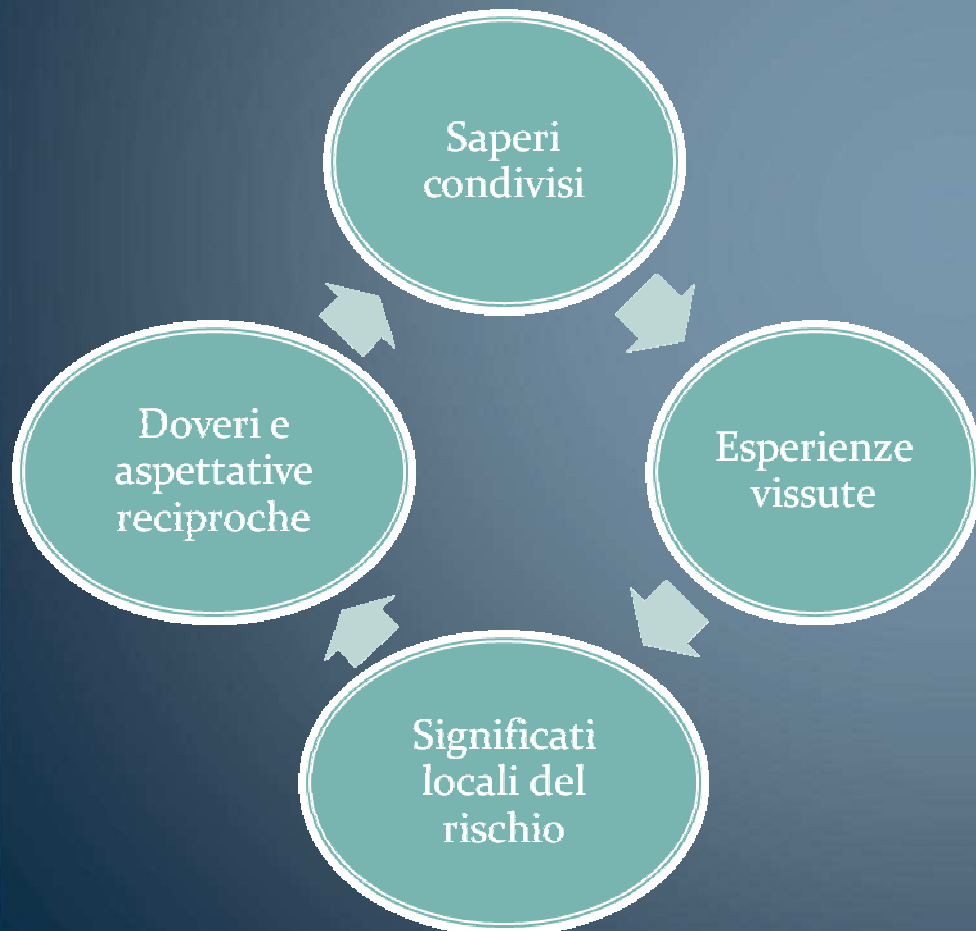 Saperi
condivisi
Esperienze
vissute
Significati
locali del
rischio
Doveri e
aspettative
reciproche